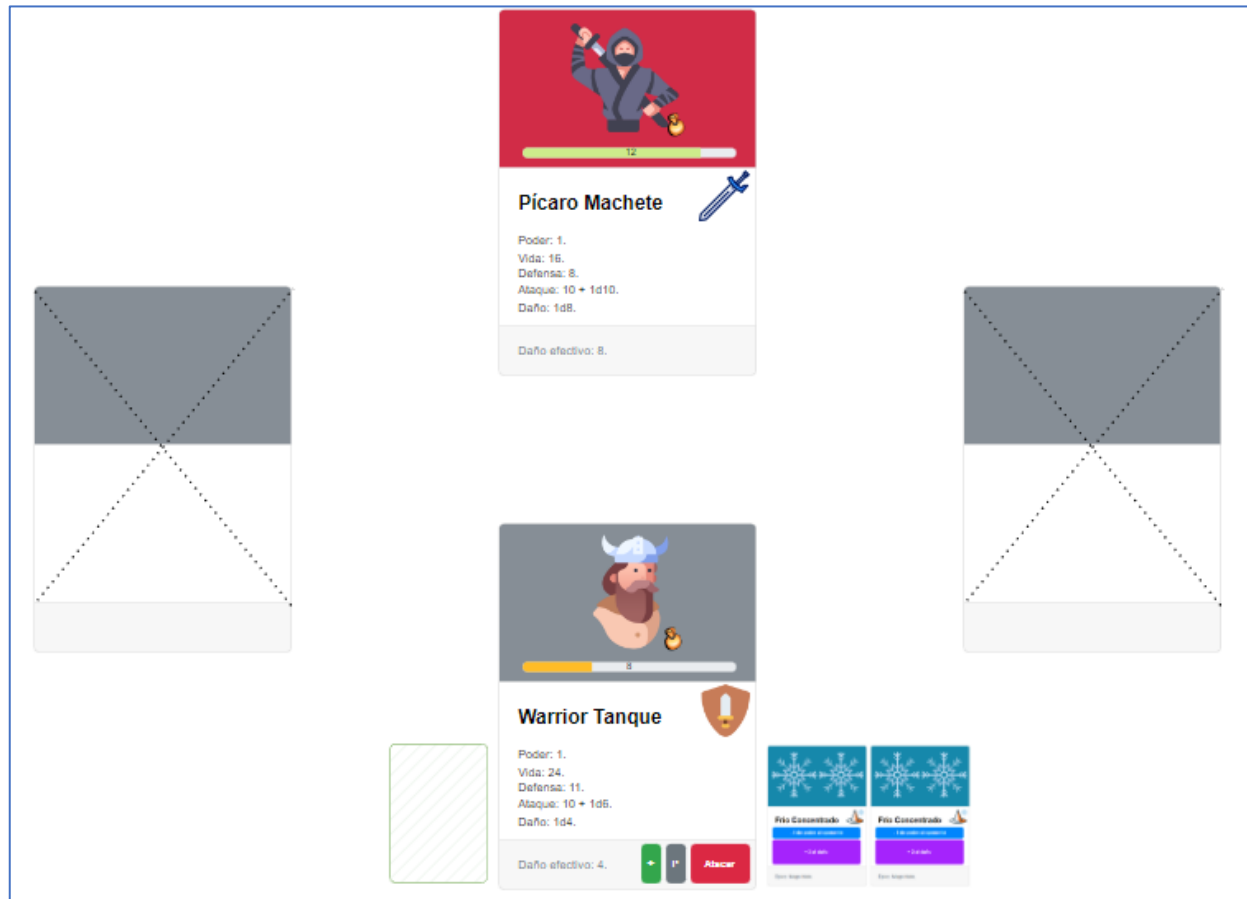 12
Pícaro Machete
Poder: 1.
Vida: 16.
Defensa: 8.
Ataque: 10 + 1d10.
Daño: 1d8.
Daño efectivo: 8.
8
Warrior Tanque
Poder: 1.
Vida: 24.
Defensa: 11.
Ataque: 10 + 1d6.
Daño: 1d4.
Daño efectivo: 4.
Atacar
Frío Concentrado
Frío Concentrado